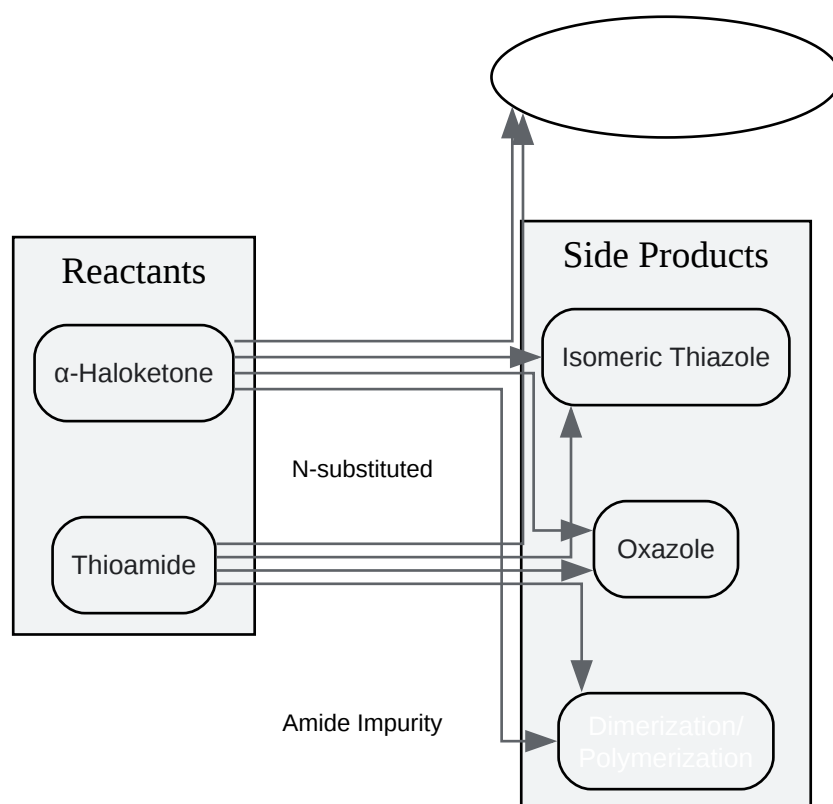 Reactants
α-Haloketone
Thioamide
N-substituted
Amide Impurity
Side Products
Isomeric Thiazole
Oxazole
Dimerization/
Polymerization